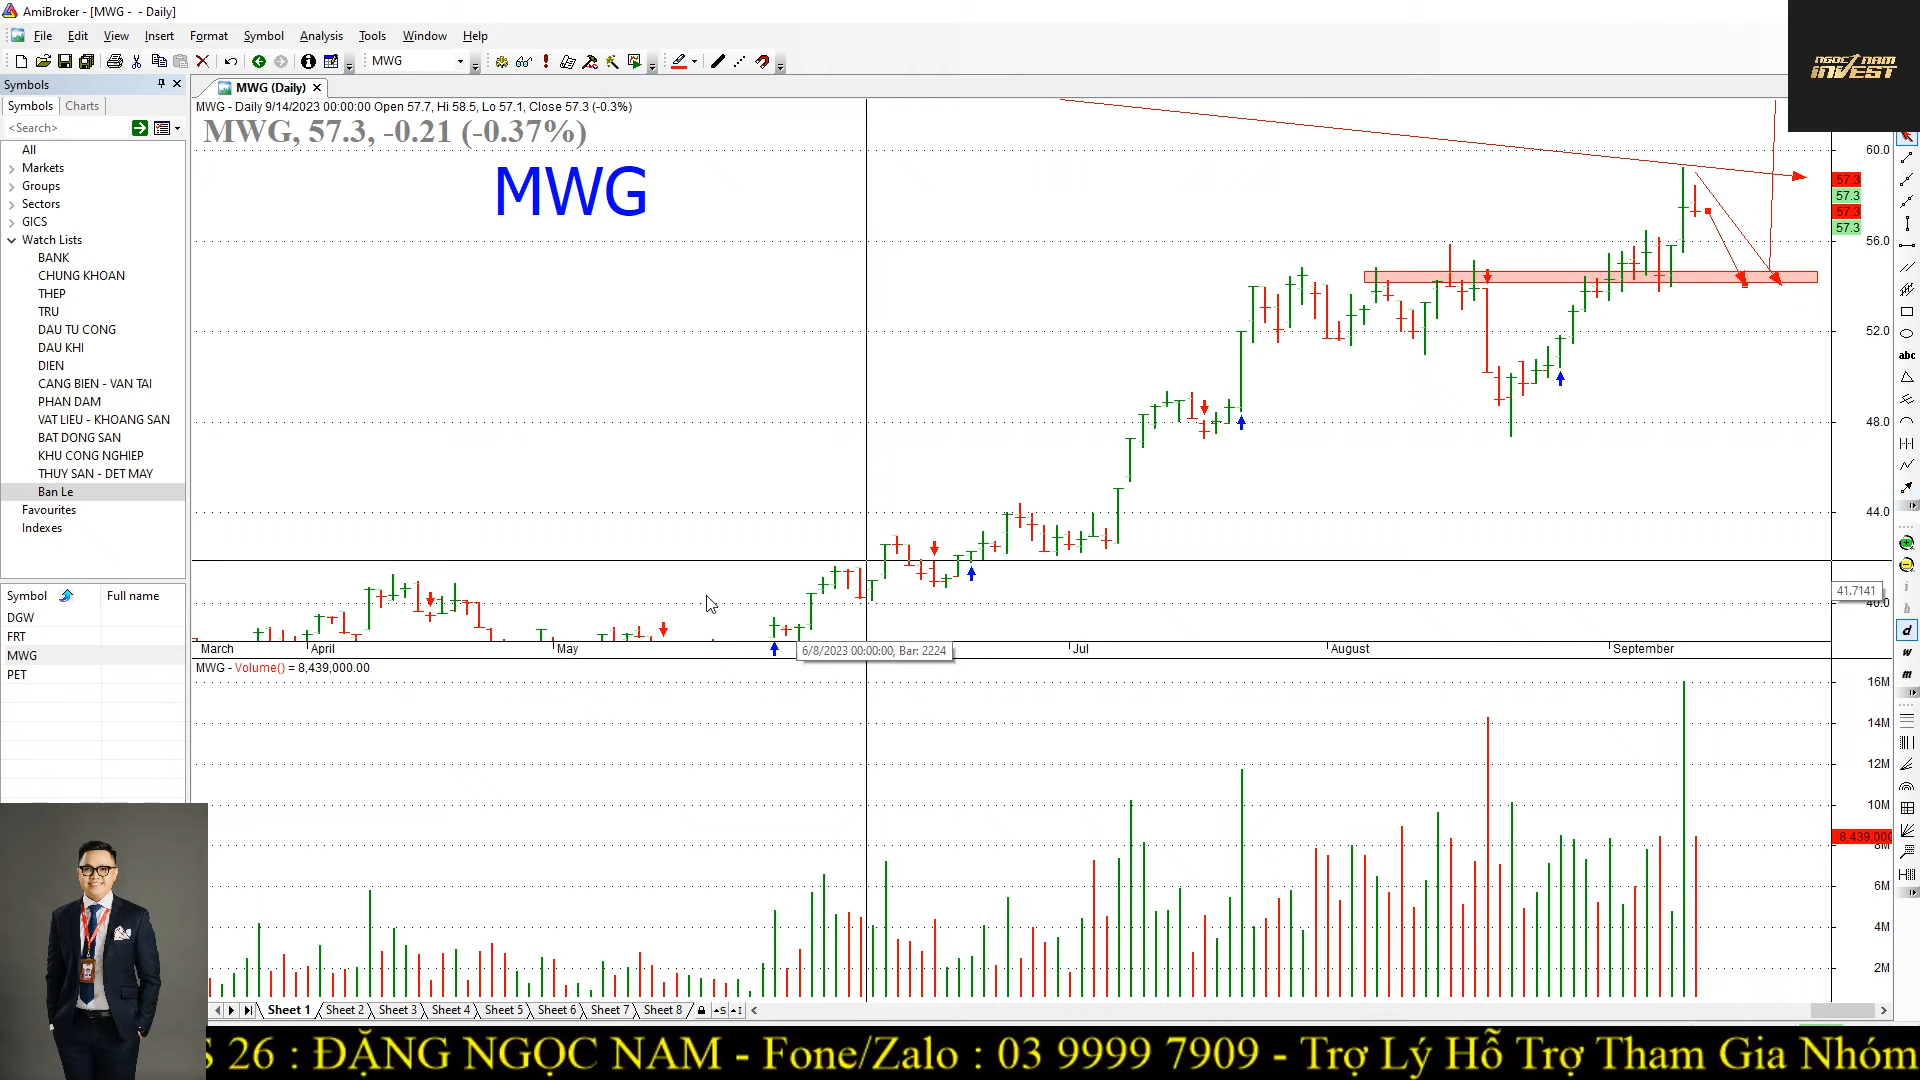 AmiBroker - [MWG - - Daily]
File Edit View Insert Format Symbol Analysis Tools Window Help
MWG
NGOC NAM
INVEST
Symbols
Symbols Charts
<Search>
All
Markets
Groups
Sectors
GICS
Watch Lists
BANK
CHUNG KHOAN
THEP
TRU
DAU TU CONG
DAU KHI
DIEN
CANG BIEN - VAN TAI
PHAN DAM
VAT LIEU - KHOANG SAN
BAT DONG SAN
KHU CONG NGHIEP
THUY SAN - DET MAY
Ban Le
Favourites
Indexes
Symbol Full name
DGW
FRT
MWG
PET
MWG (Daily)
MWG - Daily 9/14/2023 00:00:00 Open 57.7, Hi 58.5, Lo 57.1, Close 57.3 (-0.3%)
MWG, 57.3, -0.21 (-0.37%)
MWG
60.0
57.3
57.3
57.3
57.3
56.0
52.0
48.0
44.0
41.7141
40.0
March April May Jul August September
6/8/2023 00:00:00, Bar: 2224
MWG - Volume() = 8,439,000.00
16M
14M
12M
10M
8,439,000
8M
6M
4M
2M
abc
i
h
d
w
m
Sheet 1 Sheet 2 Sheet 3 Sheet 4 Sheet 5 Sheet 6 Sheet 7 Sheet 8
S 26 : ĐẶNG NGỌC NAM - Fone/Zalo : 03 9999 7909 - Trợ Lý Hỗ Trợ Tham Gia Nhóm